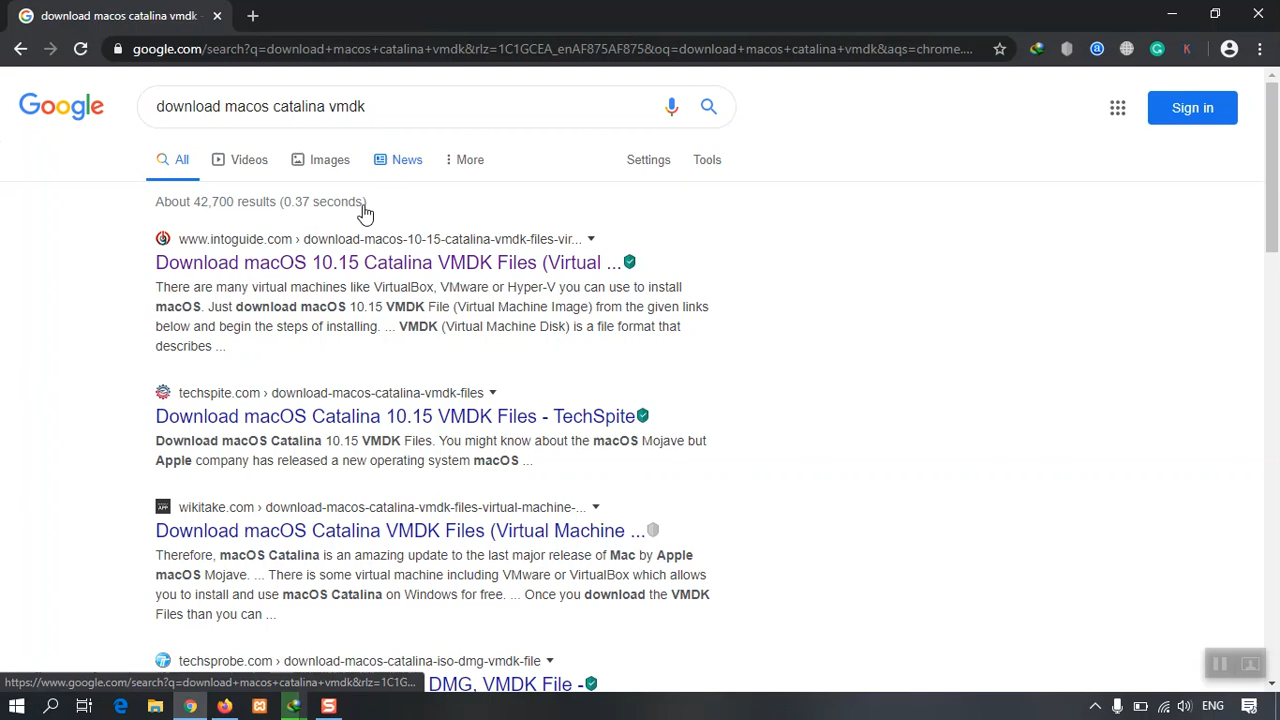 download macos catalina vmdk
google.com/search?q=download+macos+catalina+vmdk&rlz=1C1GCEA_enAF875AF875&oq=download+macos+catalina+vmdk&aqs=chrome....
Google
download macos catalina vmdk
Sign in
All Videos Images News More Settings Tools
About 42,700 results (0.37 seconds)
www.intoguide.com › download-macos-10-15-catalina-vmdk-files-vir...
Download macOS 10.15 Catalina VMDK Files (Virtual ...
There are many virtual machines like VirtualBox, VMware or Hyper-V you can use to install
macOS. Just download macOS 10.15 VMDK File (Virtual Machine Image) from the given links
below and begin the steps of installing. ... VMDK (Virtual Machine Disk) is a file format that
describes ...
techspite.com › download-macos-catalina-vmdk-files
Download macOS Catalina 10.15 VMDK Files - TechSpite
Download macOS Catalina 10.15 VMDK Files. You might know about the macOS Mojave but
Apple company has released a new operating system macOS ...
wikitake.com › download-macos-catalina-vmdk-files-virtual-machine-...
Download macOS Catalina VMDK Files (Virtual Machine ...
Therefore, macOS Catalina is an amazing update to the last major release of Mac by Apple
macOS Mojave. ... There is some virtual machine including VMware or VirtualBox which allows
you to install and use macOS Catalina on Windows for free. ... Once you download the VMDK
Files than you can ...
techsprobe.com › download-macos-catalina-iso-dmg-vmdk-file
DMG, VMDK File -
https://www.google.com/search?q=download+macos+catalina+vmdk&rlz=1C1G...
ENG